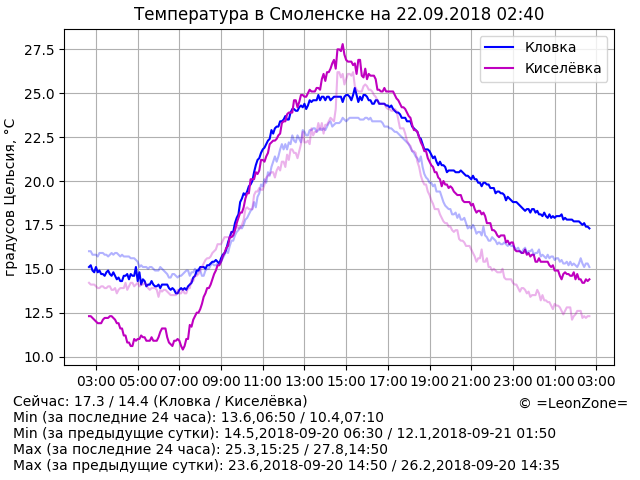 Температура в Смоленске на 22.09.2018 02:40
27.5
25.0
22.5
20.0
17.5
15.0
12.5
10.0
градусов Цельсия, °C
Кловка
Киселёвка
03:00 05:00 07:00 09:00 11:00 13:00 15:00 17:00 19:00 21:00 23:00 01:00 03:00
Сейчас: 17.3 / 14.4 (Кловка / Киселёвка)
© =LeonZone=
Min (за последние 24 часа): 13.6,06:50 / 10.4,07:10
Min (за предыдущие сутки): 14.5,2018-09-20 06:30 / 12.1,2018-09-21 01:50
Max (за последние 24 часа): 25.3,15:25 / 27.8,14:50
Max (за предыдущие сутки): 23.6,2018-09-20 14:50 / 26.2,2018-09-20 14:35